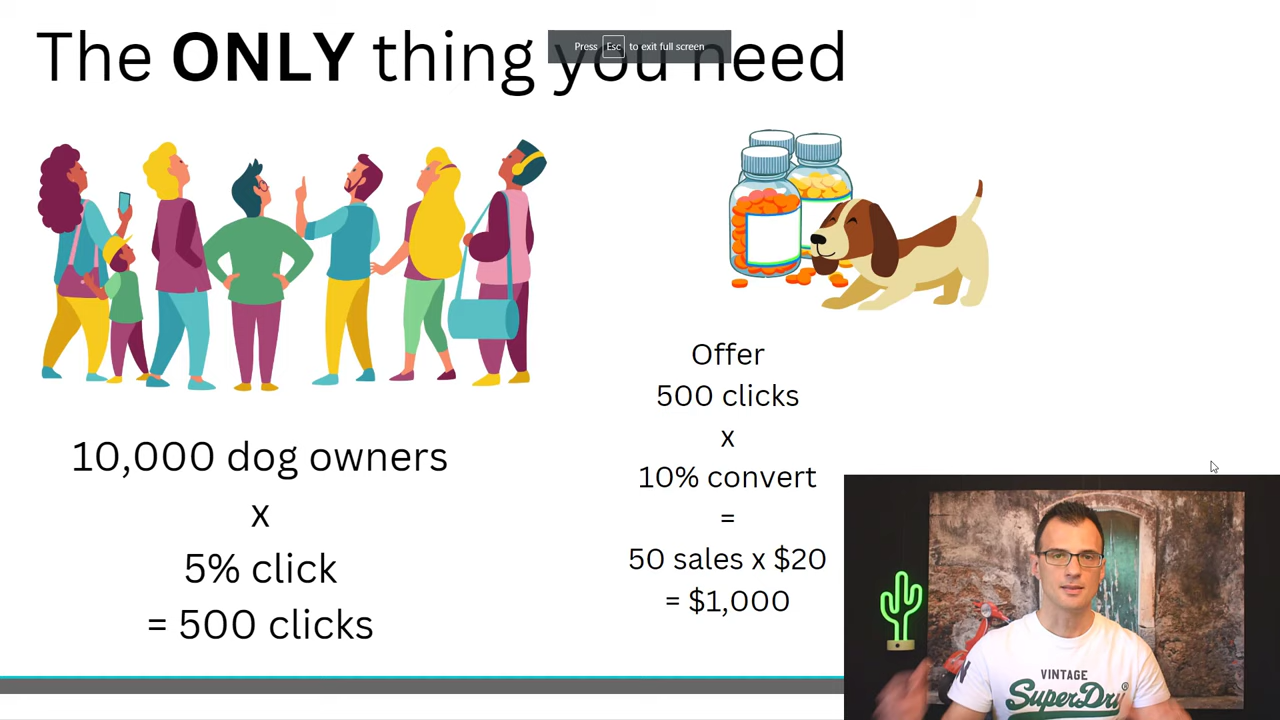 The ONLY thing you need
Press Esc to exit full screen
10,000 dog owners
x
5% click
= 500 clicks
Offer
500 clicks
x
10% convert
=
50 sales x $20
= $1,000
VINTAGE
SuperDry®